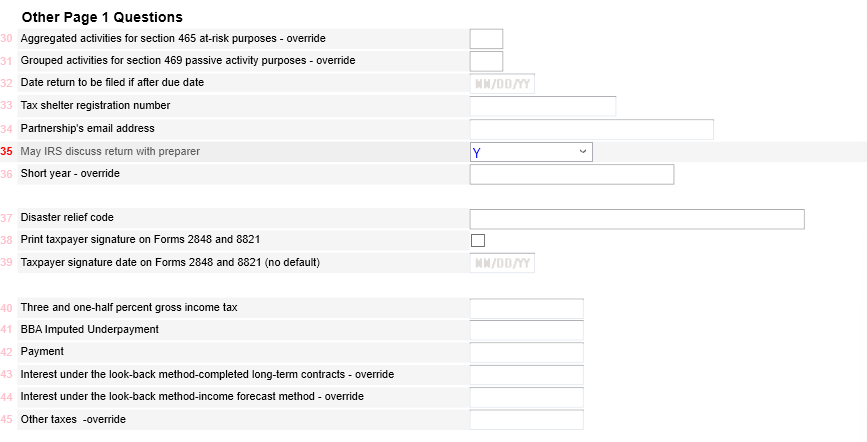 Other Page 1 Questions
30 Aggregated activities for section 465 at-risk purposes - override
31 Grouped activities for section 469 passive activity purposes - override
32 Date return to be filed if after due date MM/DD/YY
33 Tax shelter registration number
34 Partnership's email address
35 May IRS discuss return with preparer Y
36 Short year - override
37 Disaster relief code
38 Print taxpayer signature on Forms 2848 and 8821
39 Taxpayer signature date on Forms 2848 and 8821 (no default) MM/DD/YY
40 Three and one-half percent gross income tax
41 BBA Imputed Underpayment
42 Payment
43 Interest under the look-back method-completed long-term contracts - override
44 Interest under the look-back method-income forecast method - override
45 Other taxes -override